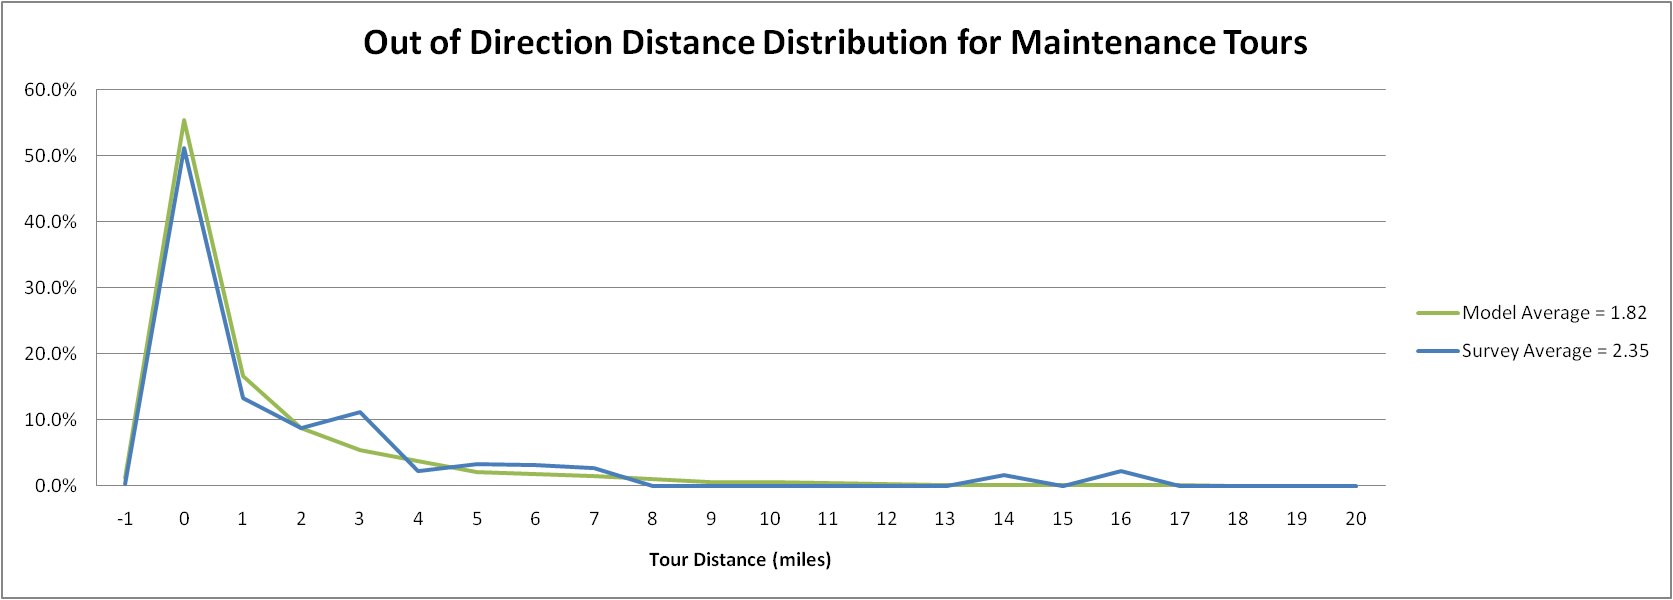 Out of Direction Distance Distribution for Maintenance Tours
60.0%
50.0%
40.0%
30.0%
20.0%
10.0%
0.0%
-1 0 1 2 3 4 5 6 7 8 9 10 11 12 13 14 15 16 17 18 19 20
Tour Distance (miles)
Model Average = 1.82
Survey Average = 2.35